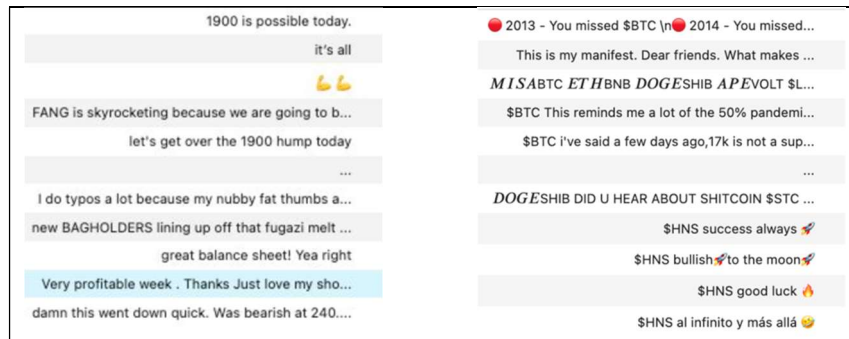 1900 is possible today.
it's all
💪💪
FANG is skyrocketing because we are going to b...
let's get over the 1900 hump today
...
I do typos a lot because my nubby fat thumbs a...
new BAGHOLDERS lining up off that fugazi melt ...
great balance sheet! Yea right
Very profitable week . Thanks Just love my sho...
damn this went down quick. Was bearish at 240....
🔴 2013 - You missed $BTC \n🔴 2014 - You missed...
This is my manifest. Dear friends. What makes ...
𝑀𝐼𝑆𝐴BTC 𝐸𝑇𝐻BNB 𝐷𝑂𝐺𝐸SHIB 𝐴𝑃𝐸VOLT $L...
$BTC This reminds me a lot of the 50% pandemi...
$BTC i've said a few days ago,17k is not a sup...
...
𝐷𝑂𝐺𝐸SHIB DID U HEAR ABOUT SHITCOIN $STC ...
$HNS success always 🚀
$HNS bullish🚀to the moon🚀
$HNS good luck 🔥
$HNS al infinito y más allá 🤣